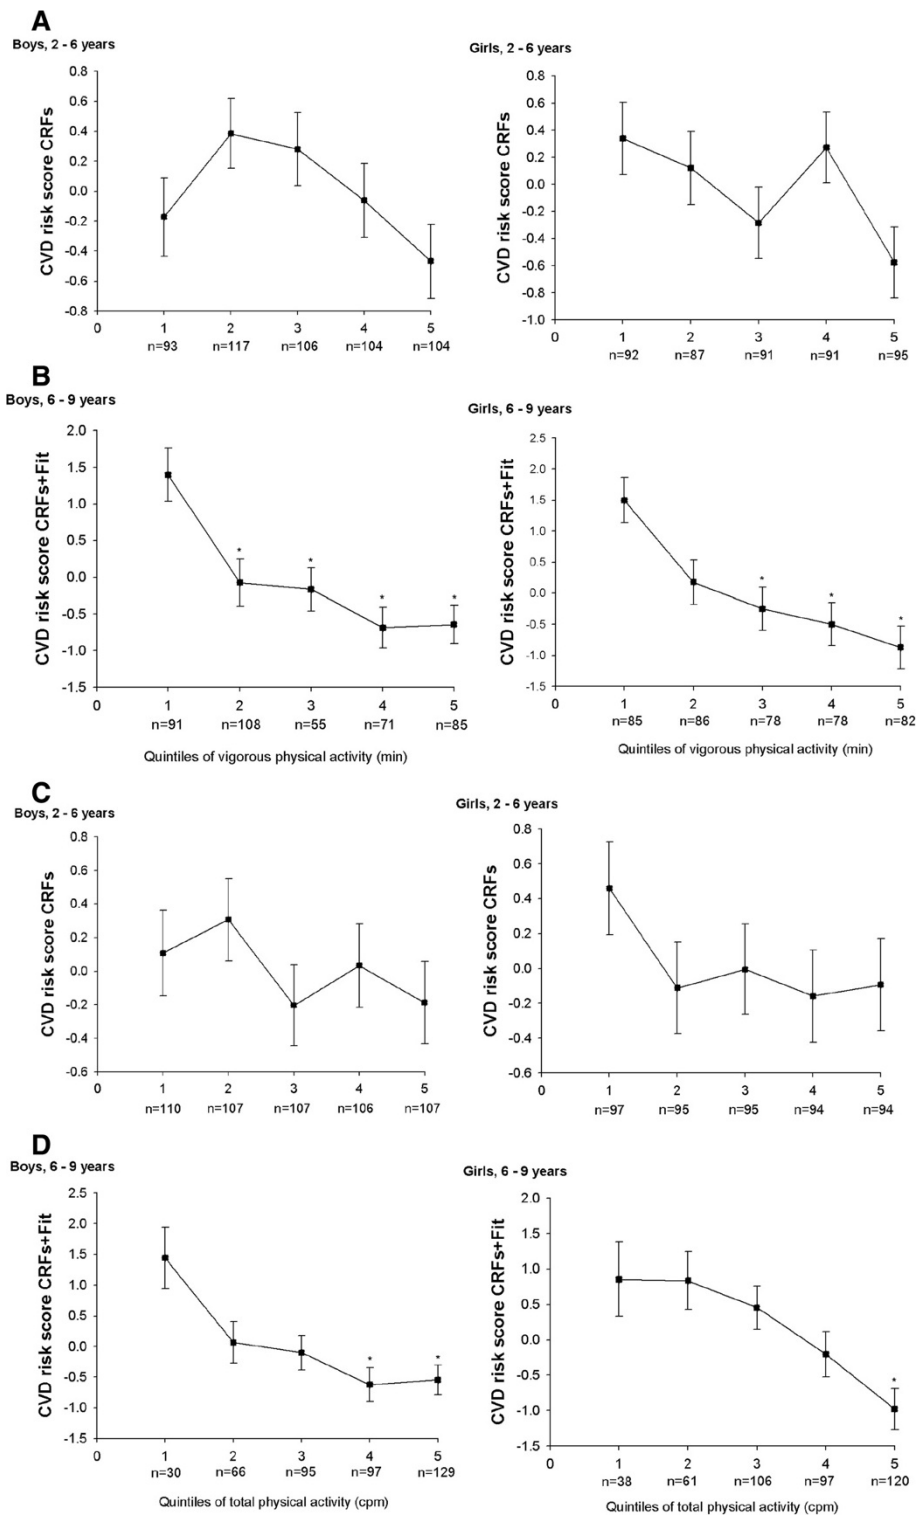 A
Boys, 2 - 6 years
CVD risk score CRFs
0.8
0.6
0.4
0.2
0.0
-0.2
-0.4
-0.6
-0.8
0 1 2 3 4 5
n=93 n=117 n=106 n=104 n=104
Girls, 2 - 6 years
CVD risk score CRFs
0.8
0.6
0.4
0.2
0.0
-0.2
-0.4
-0.6
-0.8
-1.0
0 1 2 3 4 5
n=92 n=87 n=91 n=91 n=95
B
Boys, 6 - 9 years
CVD risk score CRFs+Fit
2.0
1.5
1.0
0.5
0.0
-0.5
-1.0
-1.5
* * * *
0 1 2 3 4 5
n=91 n=108 n=55 n=71 n=85
Quintiles of vigorous physical activity (min)
Girls, 6 - 9 years
CVD risk score CRFs+Fit
2.5
2.0
1.5
1.0
0.5
0.0
-0.5
-1.0
-1.5
* * *
0 1 2 3 4 5
n=85 n=86 n=78 n=78 n=82
Quintiles of vigorous physical activity (min)
C
Boys, 2 - 6 years
CVD risk score CRFs
0.8
0.6
0.4
0.2
0.0
-0.2
-0.4
-0.6
0 1 2 3 4 5
n=110 n=107 n=107 n=106 n=107
Girls, 2 - 6 years
CVD risk score CRFs
0.8
0.6
0.4
0.2
0.0
-0.2
-0.4
-0.6
0 1 2 3 4 5
n=97 n=95 n=95 n=94 n=94
D
Boys, 6 - 9 years
CVD risk score CRFs+Fit
2.5
2.0
1.5
1.0
0.5
0.0
-0.5
-1.0
-1.5
* *
0 1 2 3 4 5
n=30 n=66 n=95 n=97 n=129
Quintiles of total physical activity (cpm)
Girls, 6 - 9 years
CVD risk score CRFs+Fit
2.0
1.5
1.0
0.5
0.0
-0.5
-1.0
-1.5
*
0 1 2 3 4 5
n=38 n=61 n=106 n=97 n=120
Quintiles of total physical activity (cpm)